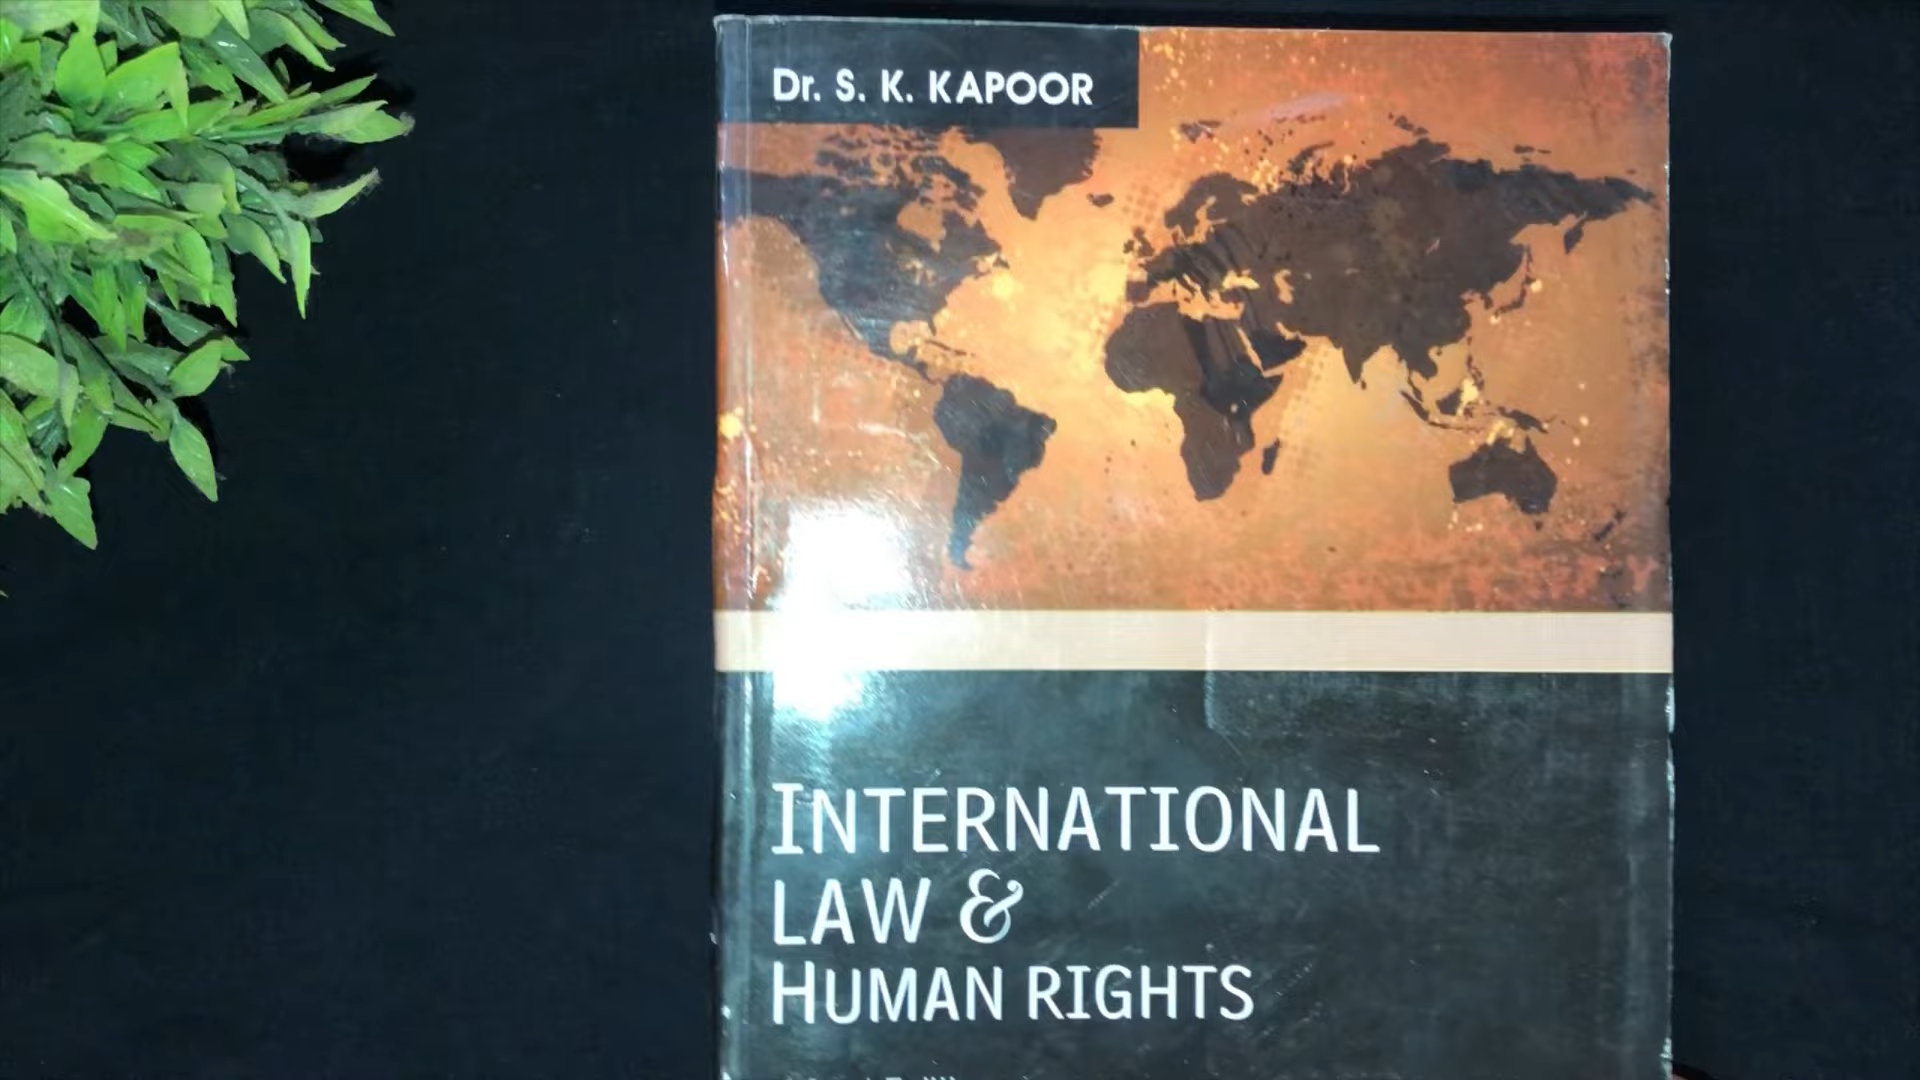 Dr. S. K. KAPOOR
INTERNATIONAL
LAW &
HUMAN RIGHTS